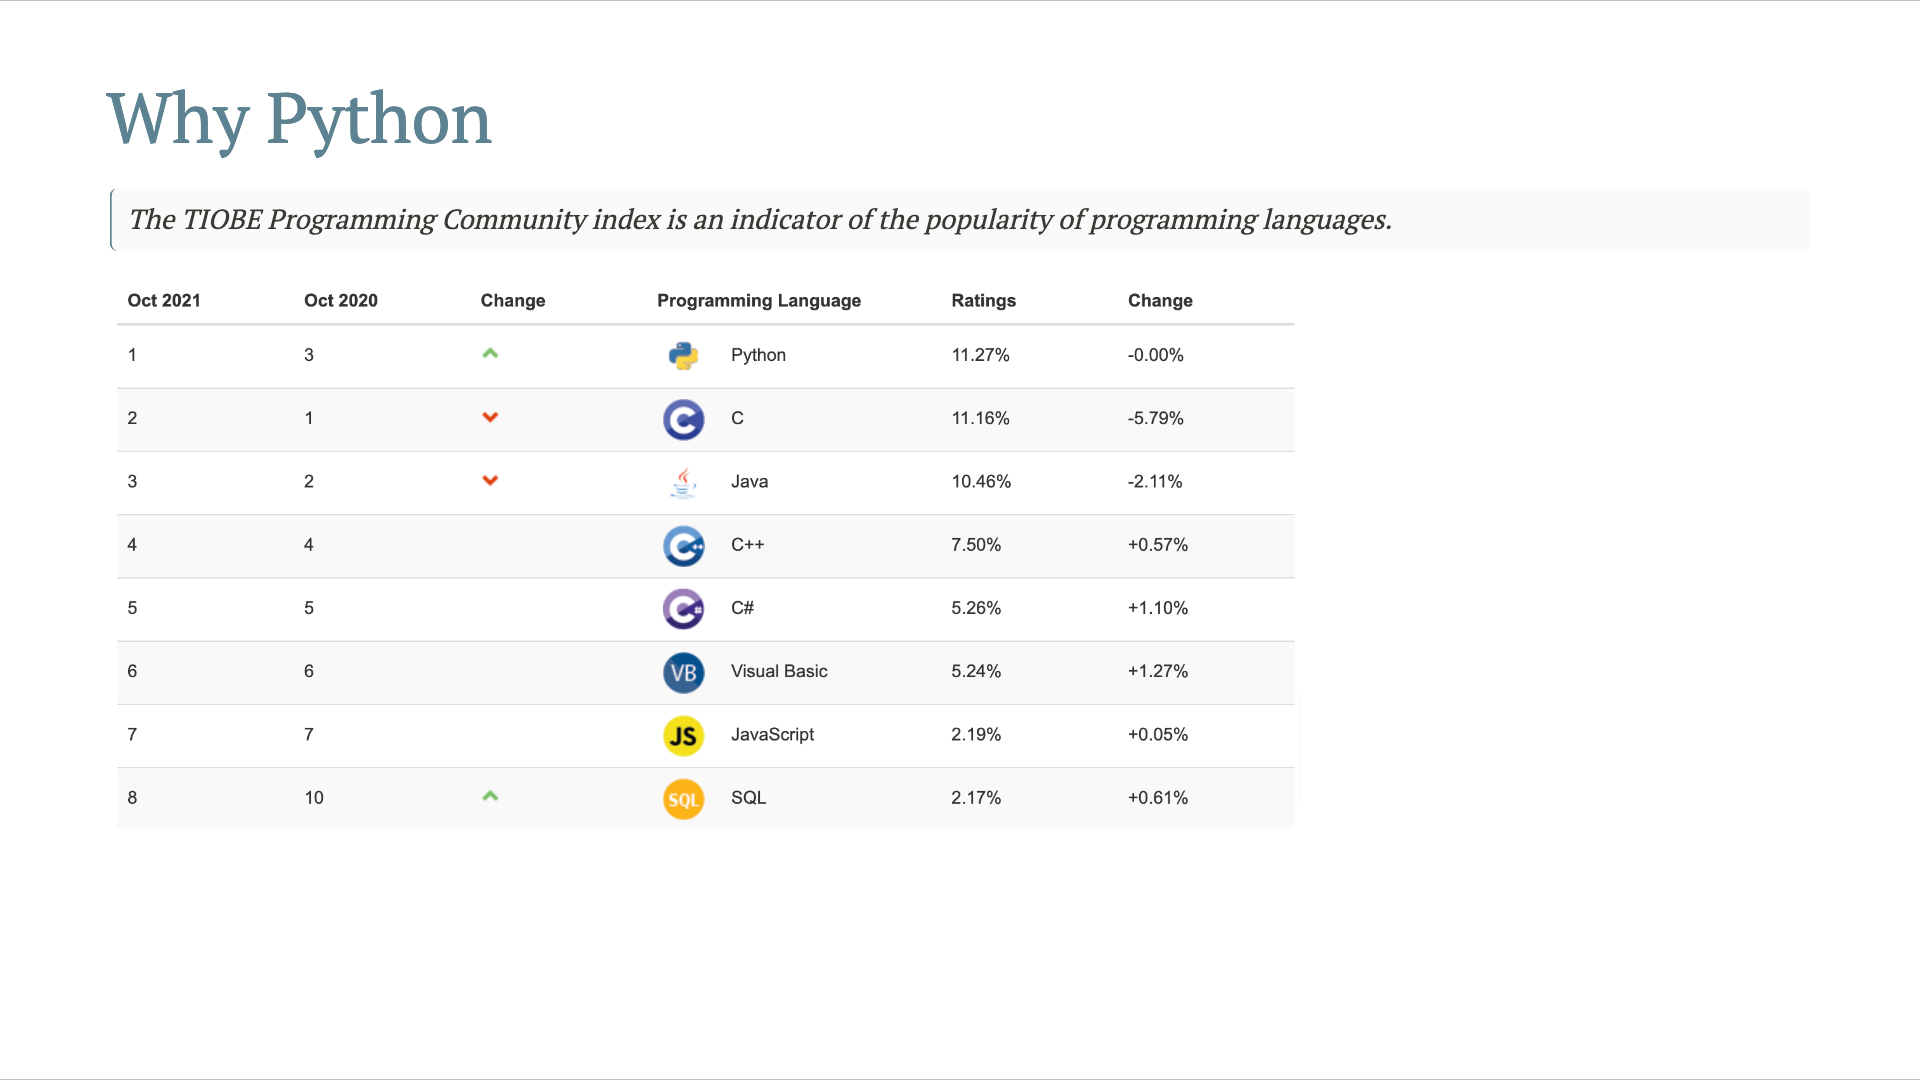 Why Python
The TIOBE Programming Community index is an indicator of the popularity of programming languages.
Oct 2021 Oct 2020 Change Programming Language Ratings Change
1 3 Python 11.27% -0.00%
2 1 C C 11.16% -5.79%
3 2 Java 10.46% -2.11%
4 4 C++ C++ 7.50% +0.57%
5 5 C# C# 5.26% +1.10%
6 6 VB Visual Basic 5.24% +1.27%
7 7 JS JavaScript 2.19% +0.05%
8 10 SQL SQL 2.17% +0.61%